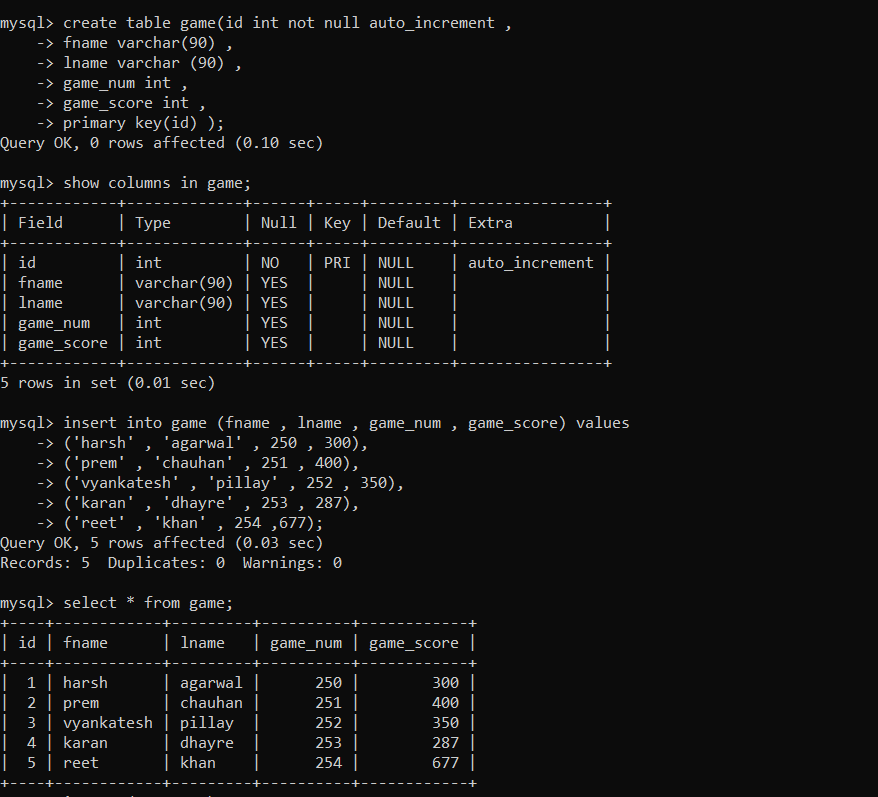 mysql> create table game(id int not null auto_increment ,
    -> fname varchar(90) ,
    -> lname varchar (90) ,
    -> game_num int ,
    -> game_score int ,
    -> primary key(id) );
Query OK, 0 rows affected (0.10 sec)

mysql> show columns in game;
+------------+-------------+------+-----+---------+----------------+
| Field      | Type        | Null | Key | Default | Extra          |
+------------+-------------+------+-----+---------+----------------+
| id         | int         | NO   | PRI | NULL    | auto_increment |
| fname      | varchar(90) | YES  |     | NULL    |                |
| lname      | varchar(90) | YES  |     | NULL    |                |
| game_num   | int         | YES  |     | NULL    |                |
| game_score | int         | YES  |     | NULL    |                |
+------------+-------------+------+-----+---------+----------------+
5 rows in set (0.01 sec)

mysql> insert into game (fname , lname , game_num , game_score) values
    -> ('harsh' , 'agarwal' , 250 , 300),
    -> ('prem' , 'chauhan' , 251 , 400),
    -> ('vyankatesh' , 'pillay' , 252 , 350),
    -> ('karan' , 'dhayre' , 253 , 287),
    -> ('reet' , 'khan' , 254 ,677);
Query OK, 5 rows affected (0.03 sec)
Records: 5  Duplicates: 0  Warnings: 0

mysql> select * from game;
+----+------------+---------+----------+------------+
| id | fname      | lname   | game_num | game_score |
+----+------------+---------+----------+------------+
|  1 | harsh      | agarwal |      250 |        300 |
|  2 | prem       | chauhan |      251 |        400 |
|  3 | vyankatesh | pillay  |      252 |        350 |
|  4 | karan      | dhayre  |      253 |        287 |
|  5 | reet       | khan    |      254 |        677 |
+----+------------+---------+----------+------------+